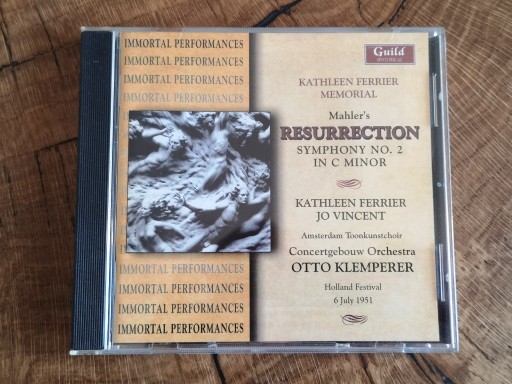 IMMORTAL PERFORMANCES
IMMORTAL PERFORMANCES
IMMORTAL PERFORMANCES
IMMORTAL PERFORMANCES
IMMORTAL PERFORMANCES
IMMORTAL PERFORMANCES
IMMORTAL PERFORMANCES
IMMORTAL PERFORMANCES
Guild
KATHLEEN FERRIER
MEMORIAL
Mahler's
RESURRECTION
SYMPHONY NO. 2
IN C MINOR
KATHLEEN FERRIER
JO VINCENT
Amsterdam Toonkunstchoir
Concertgebouw Orchestra
OTTO KLEMPERER
Holland Festival
6 July 1951